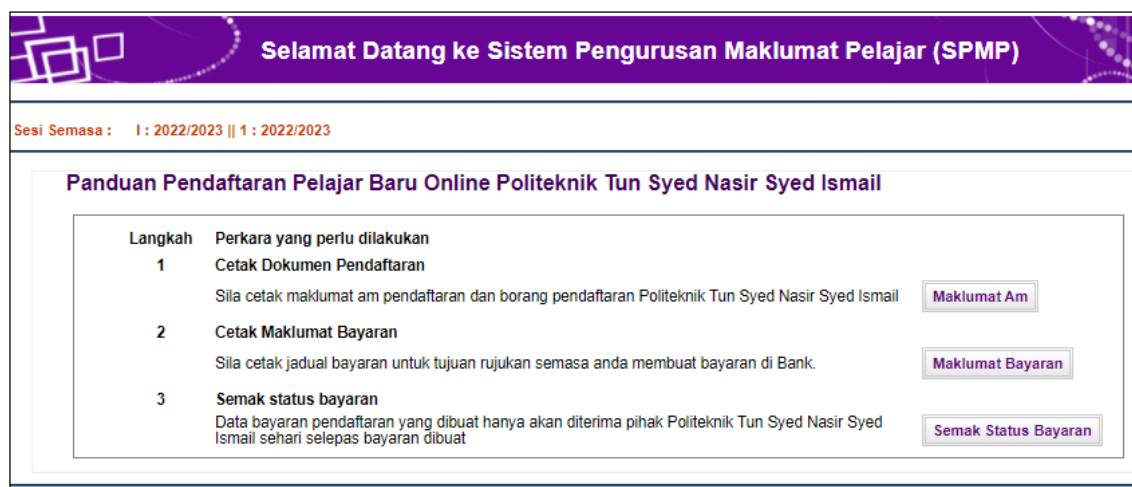 Selamat Datang ke Sistem Pengurusan Maklumat Pelajar (SPMP)
Sesi Semasa : I : 2022/2023 || 1 : 2022/2023
Panduan Pendaftaran Pelajar Baru Online Politeknik Tun Syed Nasir Syed Ismail
Langkah Perkara yang perlu dilakukan
1 Cetak Dokumen Pendaftaran
Sila cetak maklumat am pendaftaran dan borang pendaftaran Politeknik Tun Syed Nasir Syed Ismail Maklumat Am
2 Cetak Maklumat Bayaran
Sila cetak jadual bayaran untuk tujuan rujukan semasa anda membuat bayaran di Bank. Maklumat Bayaran
3 Semak status bayaran
Data bayaran pendaftaran yang dibuat hanya akan diterima pihak Politeknik Tun Syed Nasir Syed
Ismail sehari selepas bayaran dibuat Semak Status Bayaran